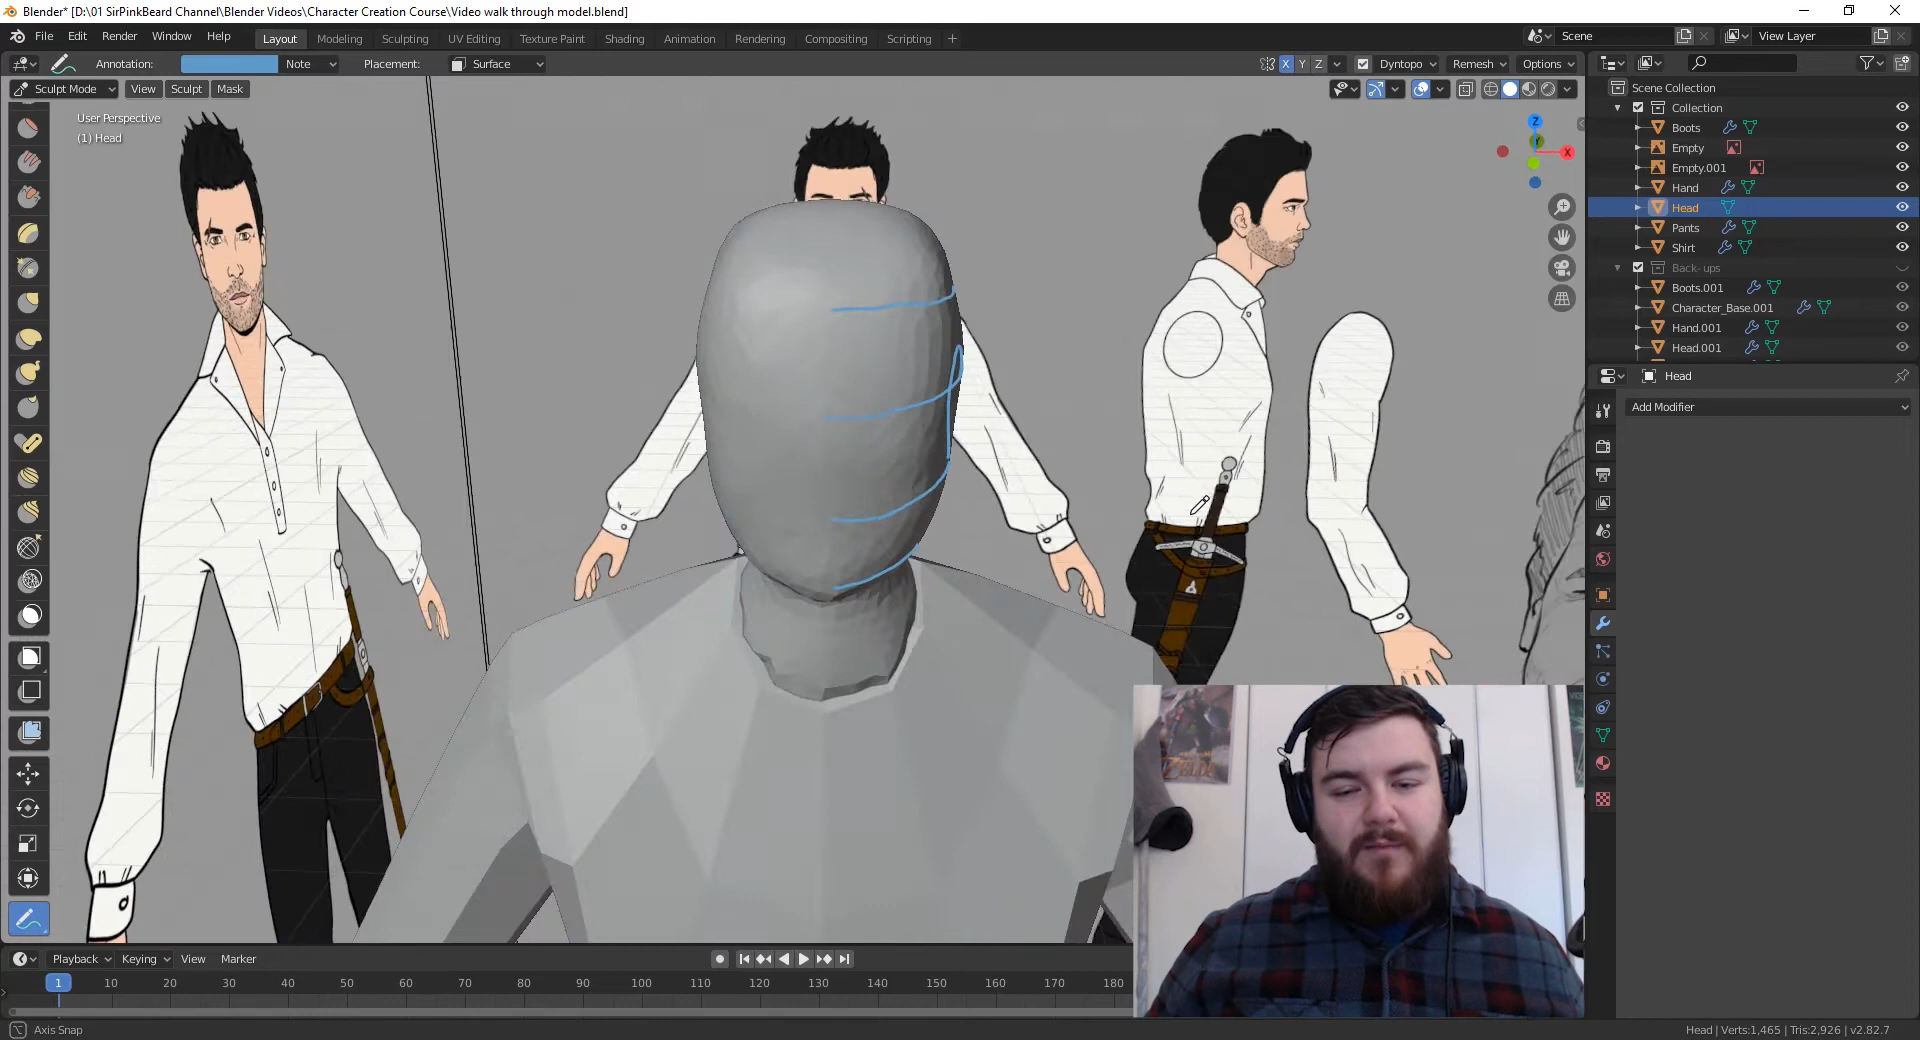 Blender* [D:\01 SirPinkBeard Channel\Blender Videos\Character Creation Course\Video walk through model.blend]
File Edit Render Window Help Layout Modeling Sculpting UV Editing Texture Paint Shading Animation Rendering Compositing Scripting + Scene View Layer
Annotation: Note Placement: Surface X Y Z Dyntopo Remesh Options
Sculpt Mode View Sculpt Mask
User Perspective
(1) Head
Z
X
Scene Collection
Collection
Boots
Empty
Empty.001
Hand
Head
Pants
Shirt
Back- ups
Boots.001
Character_Base.001
Hand.001
Head.001
Head
Add Modifier
ZELDA
Playback Keying View Marker
1 10 20 30 40 50 60 70 80 90 100 110 120 130 140 150 160 170 180
Axis Snap
Head | Verts:1,465 | Tris:2,926 | v2.82.7